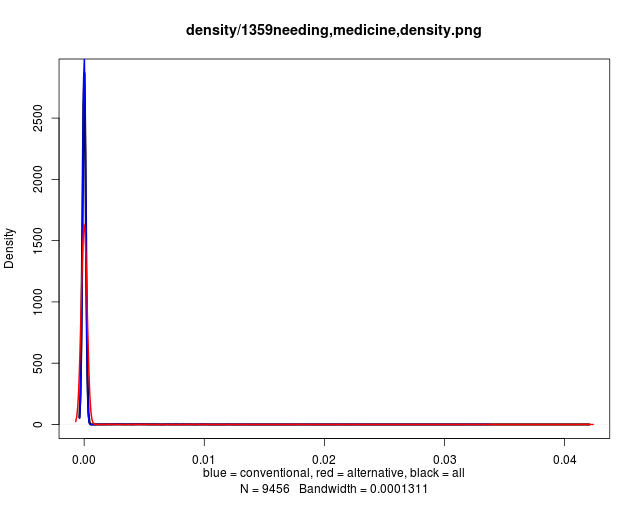 density/1359needing,medicine,density.png
Density
2500
2000
1500
1000
500
0
0.00 0.01 0.02 0.03 0.04
blue = conventional, red = alternative, black = all
N = 9456 Bandwidth = 0.0001311